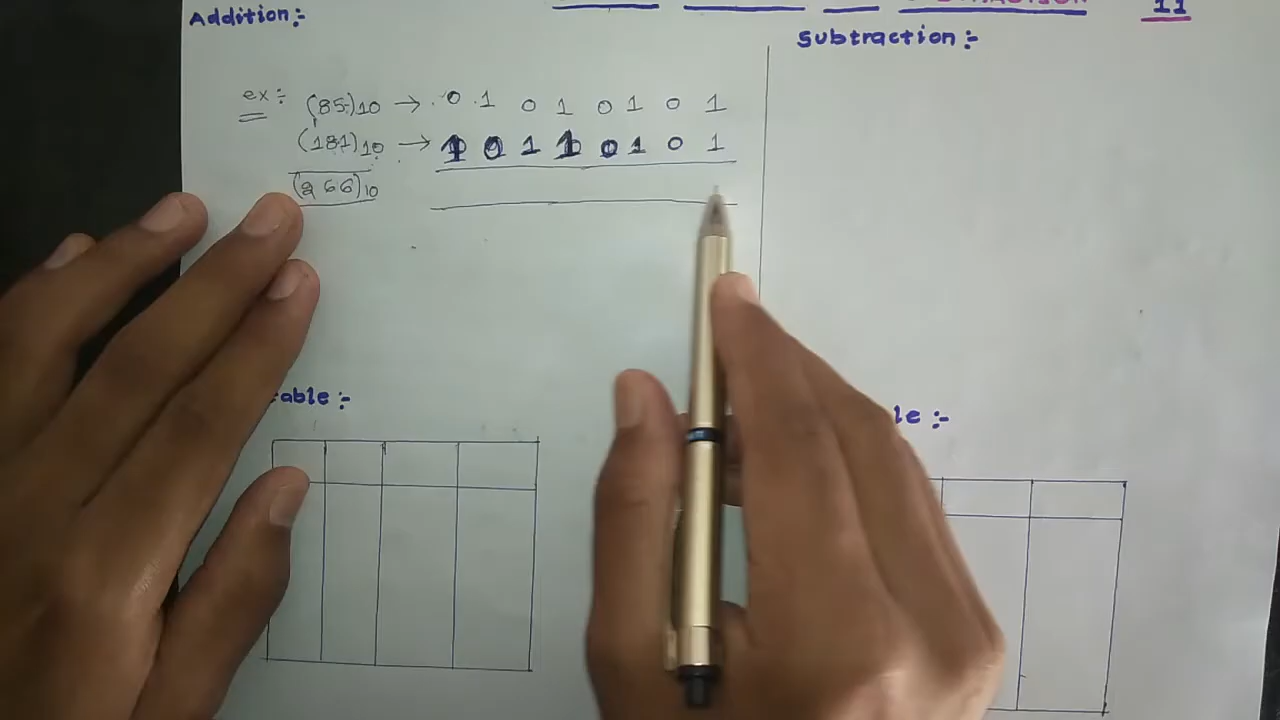 11
Addition :-
Subtraction :-
ex :- (85)10 → 0 1 0 1 0 1 0 1
(181)10 → 1 0 1 1 0 1 0 1
(266)10
able :-
le :-